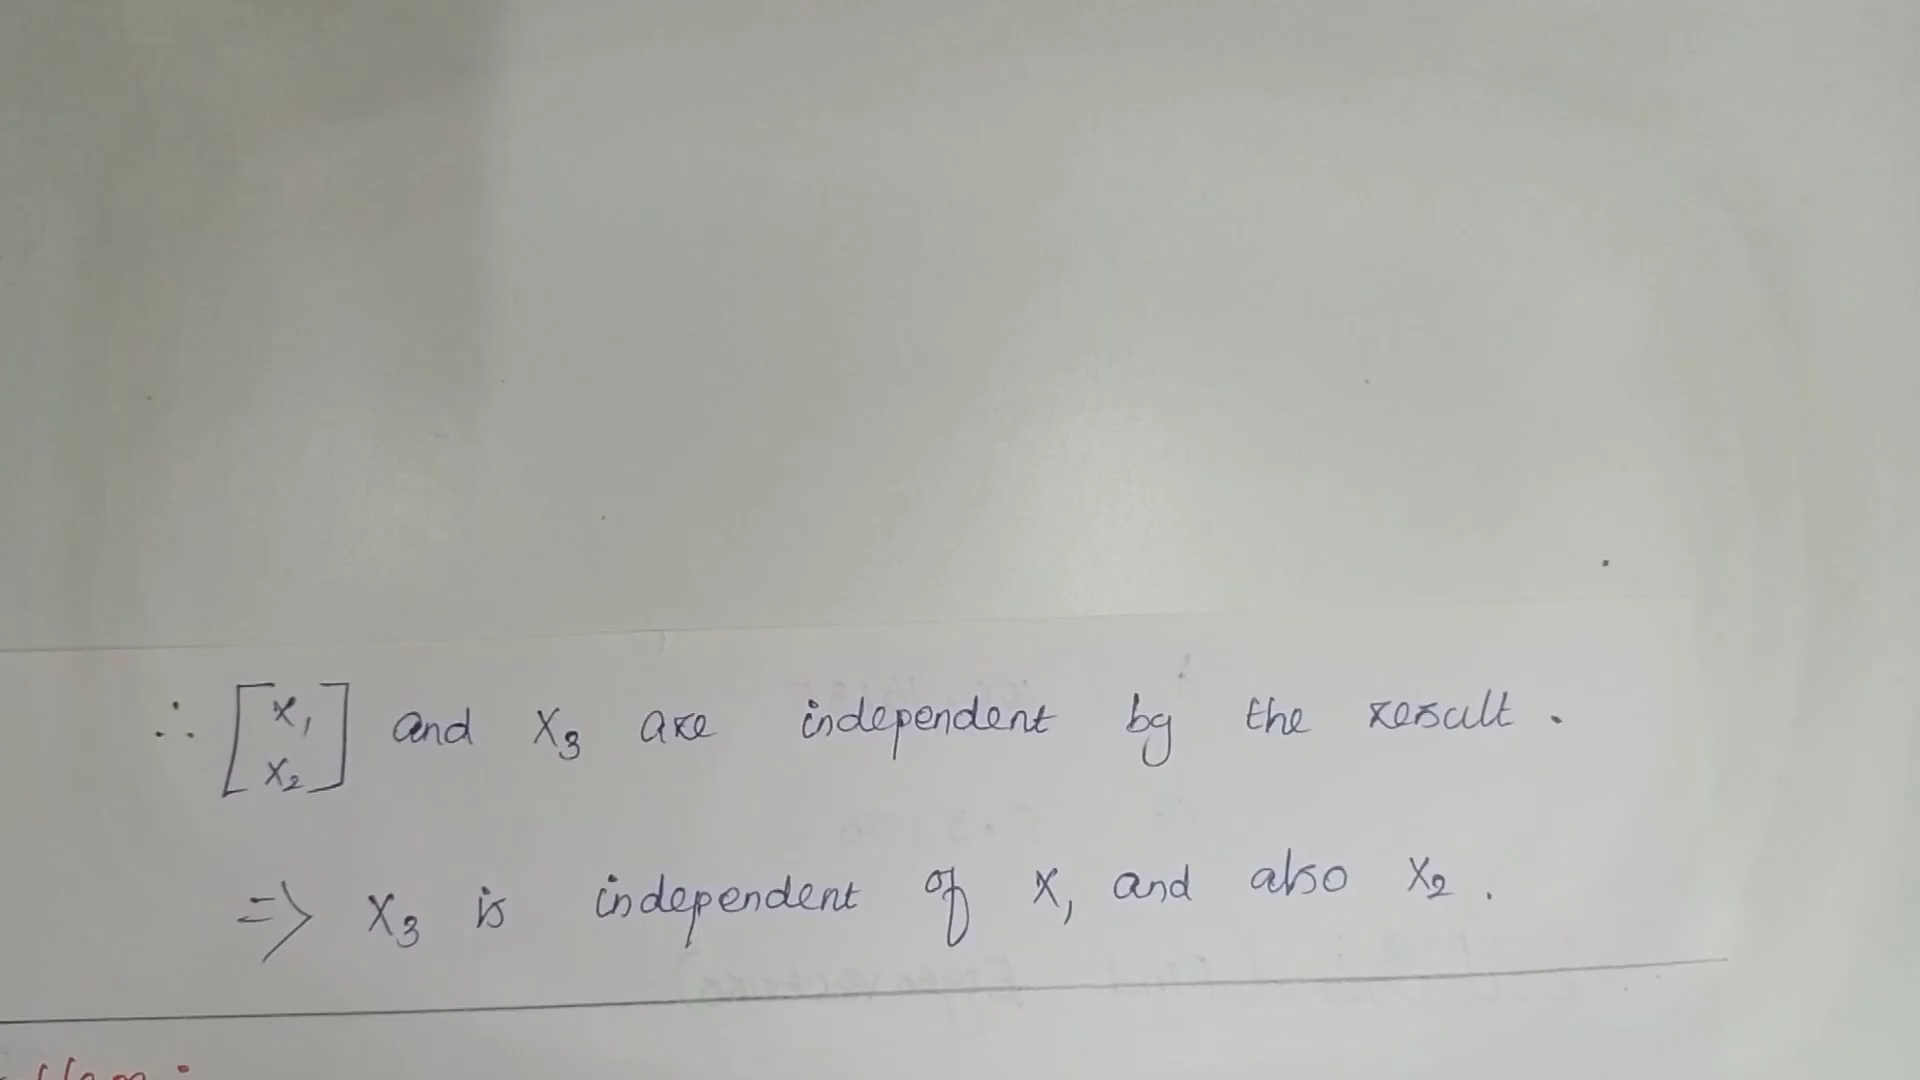 ∴ [x₁ x₂] and x₃ are independent by the result.
=> x₃ is independent of x₁ and also x₂.